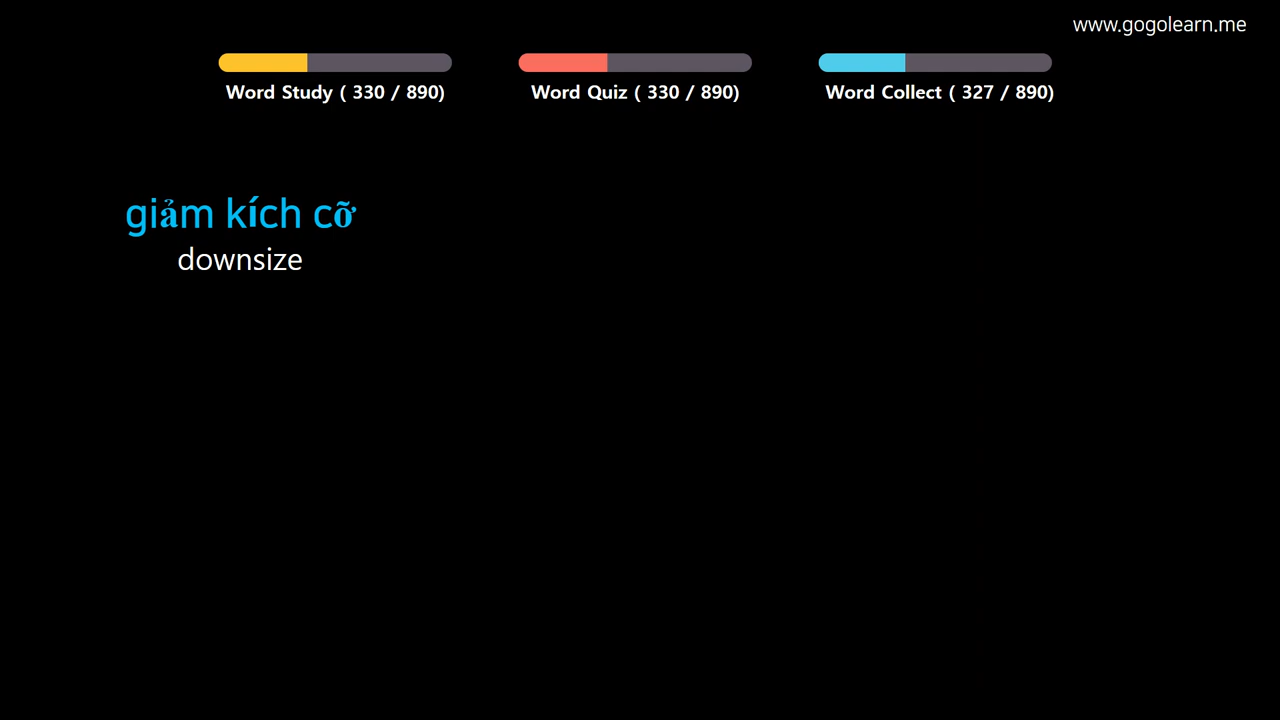 www.gogolearn.me
Word Study ( 330 / 890)
Word Quiz ( 330 / 890)
Word Collect ( 327 / 890)
giảm kích cỡ
downsize